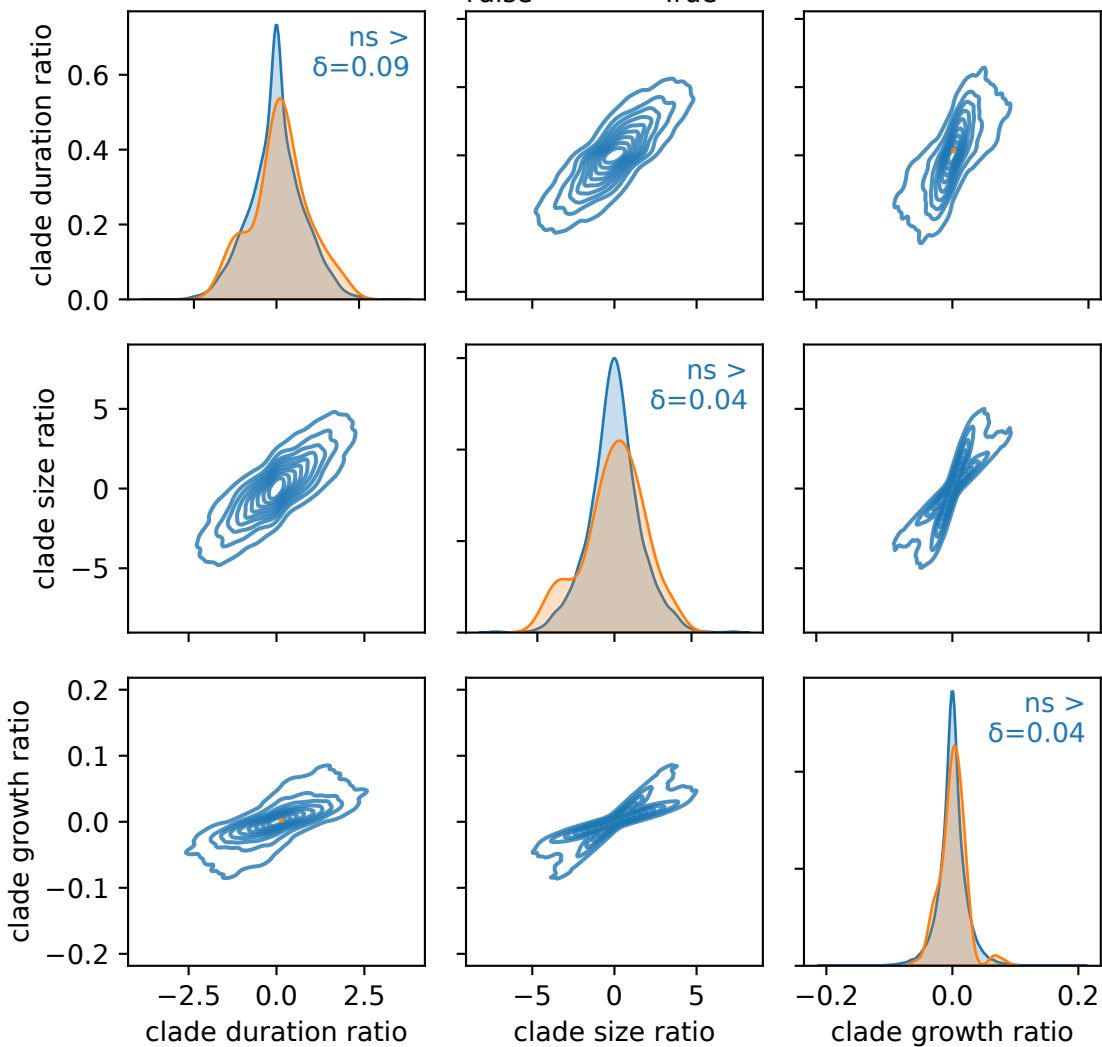 clade duration ratio
0.6
0.4
0.2
0.0
ns >
δ=0.09
clade size ratio
5
0
−5
ns >
δ=0.04
clade growth ratio
0.2
0.1
0.0
−0.1
−0.2
ns >
δ=0.04
−2.5 0.0 2.5
−5 0 5
−0.2 0.0 0.2
clade duration ratio
clade size ratio
clade growth ratio